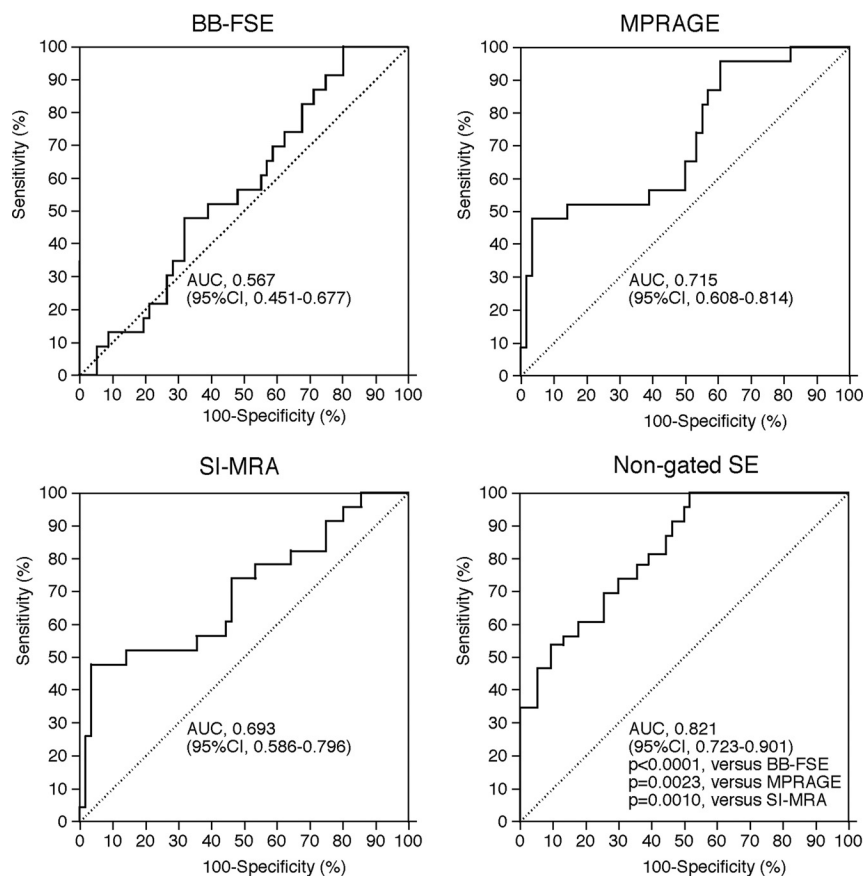 BB-FSE
100
90
80
70
60
50
40
30
20
10
0
Sensitivity (%)
AUC, 0.567
(95%CI, 0.451-0.677)
0 10 20 30 40 50 60 70 80 90 100
100-Specificity (%)
MPRAGE
100
90
80
70
60
50
40
30
20
10
0
Sensitivity (%)
AUC, 0.715
(95%CI, 0.608-0.814)
0 10 20 30 40 50 60 70 80 90 100
100-Specificity (%)
SI-MRA
100
90
80
70
60
50
40
30
20
10
0
Sensitivity (%)
AUC, 0.693
(95%CI, 0.586-0.796)
0 10 20 30 40 50 60 70 80 90 100
100-Specificity (%)
Non-gated SE
100
90
80
70
60
50
40
30
20
10
0
Sensitivity (%)
AUC, 0.821
(95%CI, 0.723-0.901)
p<0.0001, versus BB-FSE
p=0.0023, versus MPRAGE
p=0.0010, versus SI-MRA
0 10 20 30 40 50 60 70 80 90 100
100-Specificity (%)